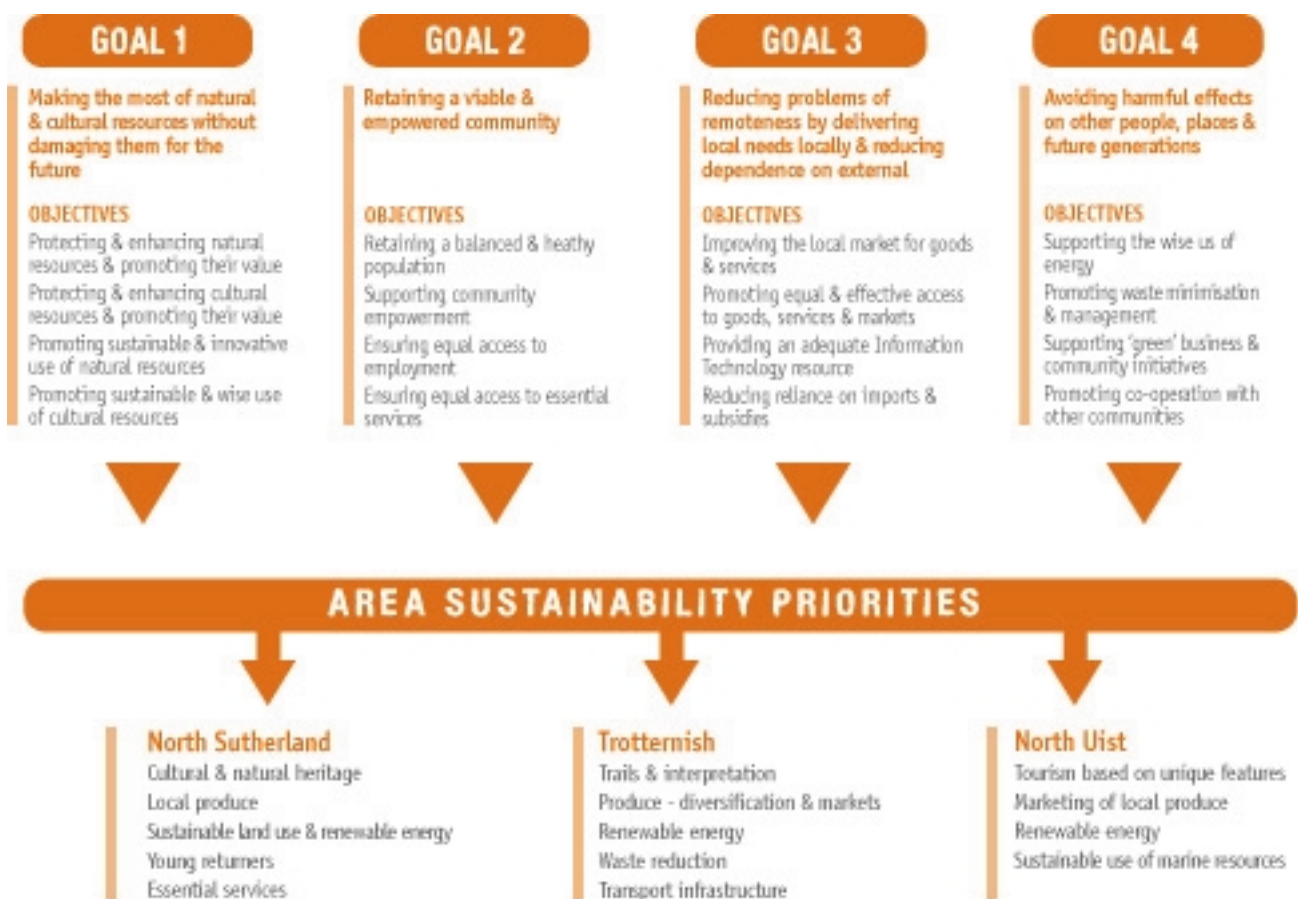 GOAL 1
Making the most of natural
& cultural resources without
damaging them for the
future
OBJECTIVES
Protecting & enhancing natural
resources & promoting their value
Protecting & enhancing cultural
resources & promoting their value
Promoting sustainable & innovative
use of natural resources
Promoting sustainable & wise use
of cultural resources
GOAL 2
Retaining a viable &
empowered community
OBJECTIVES
Retaining a balanced & heathy
population
Supporting community
empowerment
Ensuring equal access to
employment
Ensuring equal access to essential
services
GOAL 3
Reducing problems of
remoteness by delivering
local needs locally & reducing
dependence on external
OBJECTIVES
Improving the local market for goods
& services
Promoting equal & effective access
to goods, services & markets
Providing an adequate Information
Technology resource
Reducing reliance on imports &
subsidies
GOAL 4
Avoiding harmful effects
on other people, places &
future generations
OBJECTIVES
Supporting the wise us of
energy
Promoting waste minimisation
& management
Supporting 'green' business &
community initiatives
Promoting co-operation with
other communities
AREA SUSTAINABILITY PRIORITIES
North Sutherland
Cultural & natural heritage
Local produce
Sustainable land use & renewable energy
Young returners
Essential services
Trotternish
Trails & interpretation
Produce - diversification & markets
Renewable energy
Waste reduction
Transport infrastructure
North Uist
Tourism based on unique features
Marketing of local produce
Renewable energy
Sustainable use of marine resources